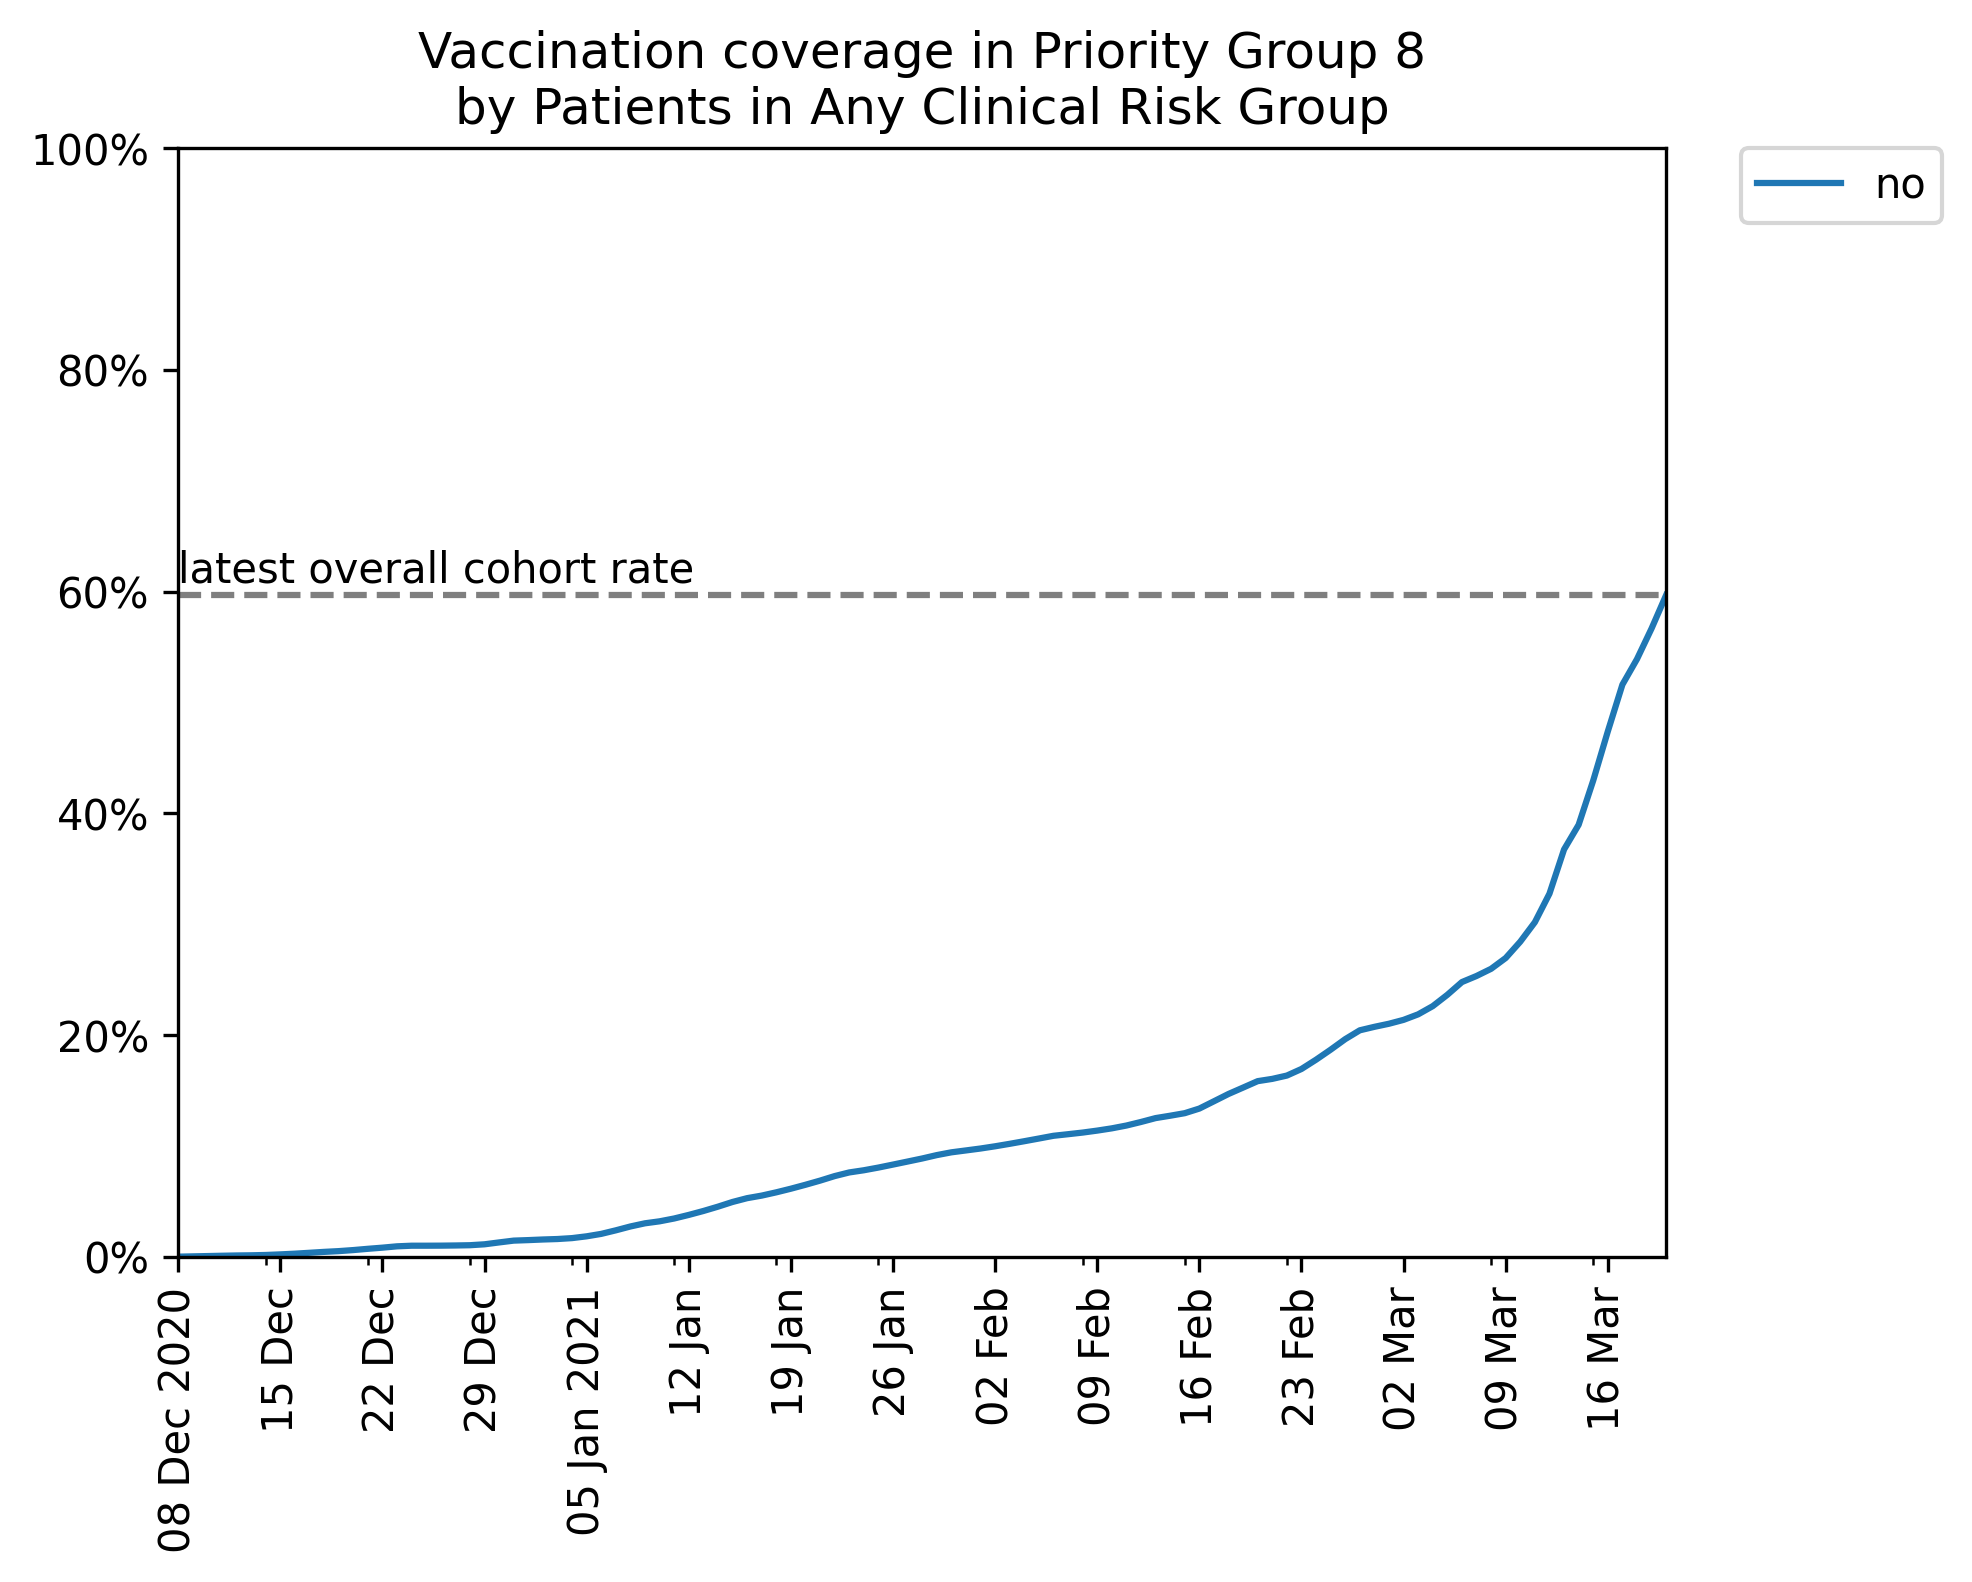 Vaccination coverage in Priority Group 8
by Patients in Any Clinical Risk Group
100%
80%
60%
40%
20%
0%
latest overall cohort rate
no
08 Dec 2020
15 Dec
22 Dec
29 Dec
05 Jan 2021
12 Jan
19 Jan
26 Jan
02 Feb
09 Feb
16 Feb
23 Feb
02 Mar
09 Mar
16 Mar